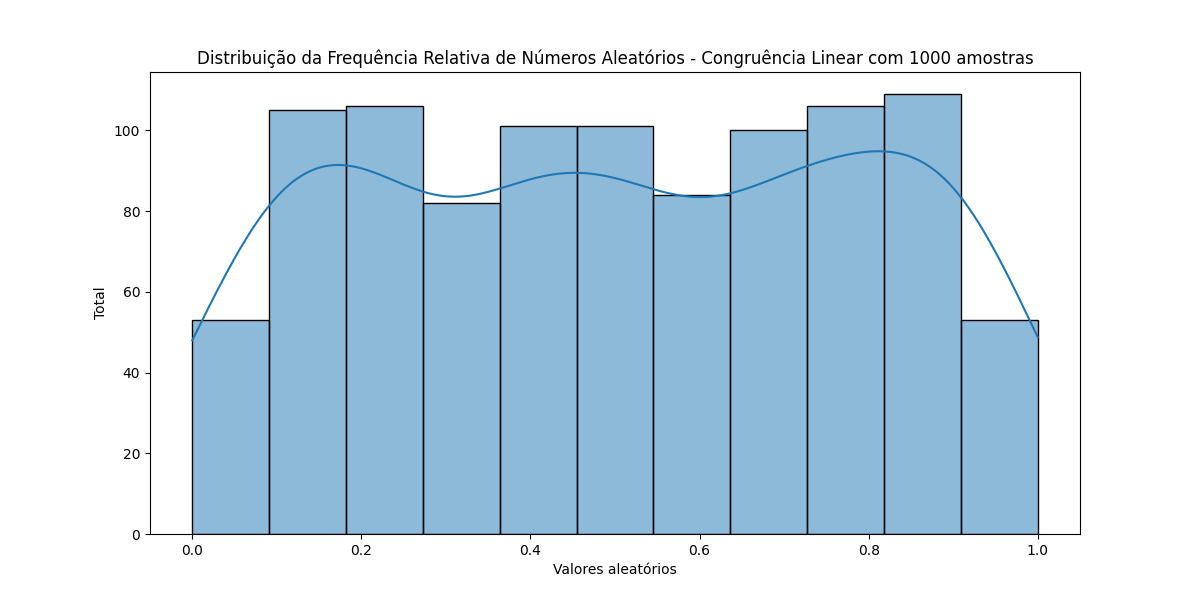 Distribuição da Frequência Relativa de Números Aleatórios - Congruência Linear com 1000 amostras
Total
100
80
60
40
20
0
0.0 0.2 0.4 0.6 0.8 1.0
Valores aleatórios